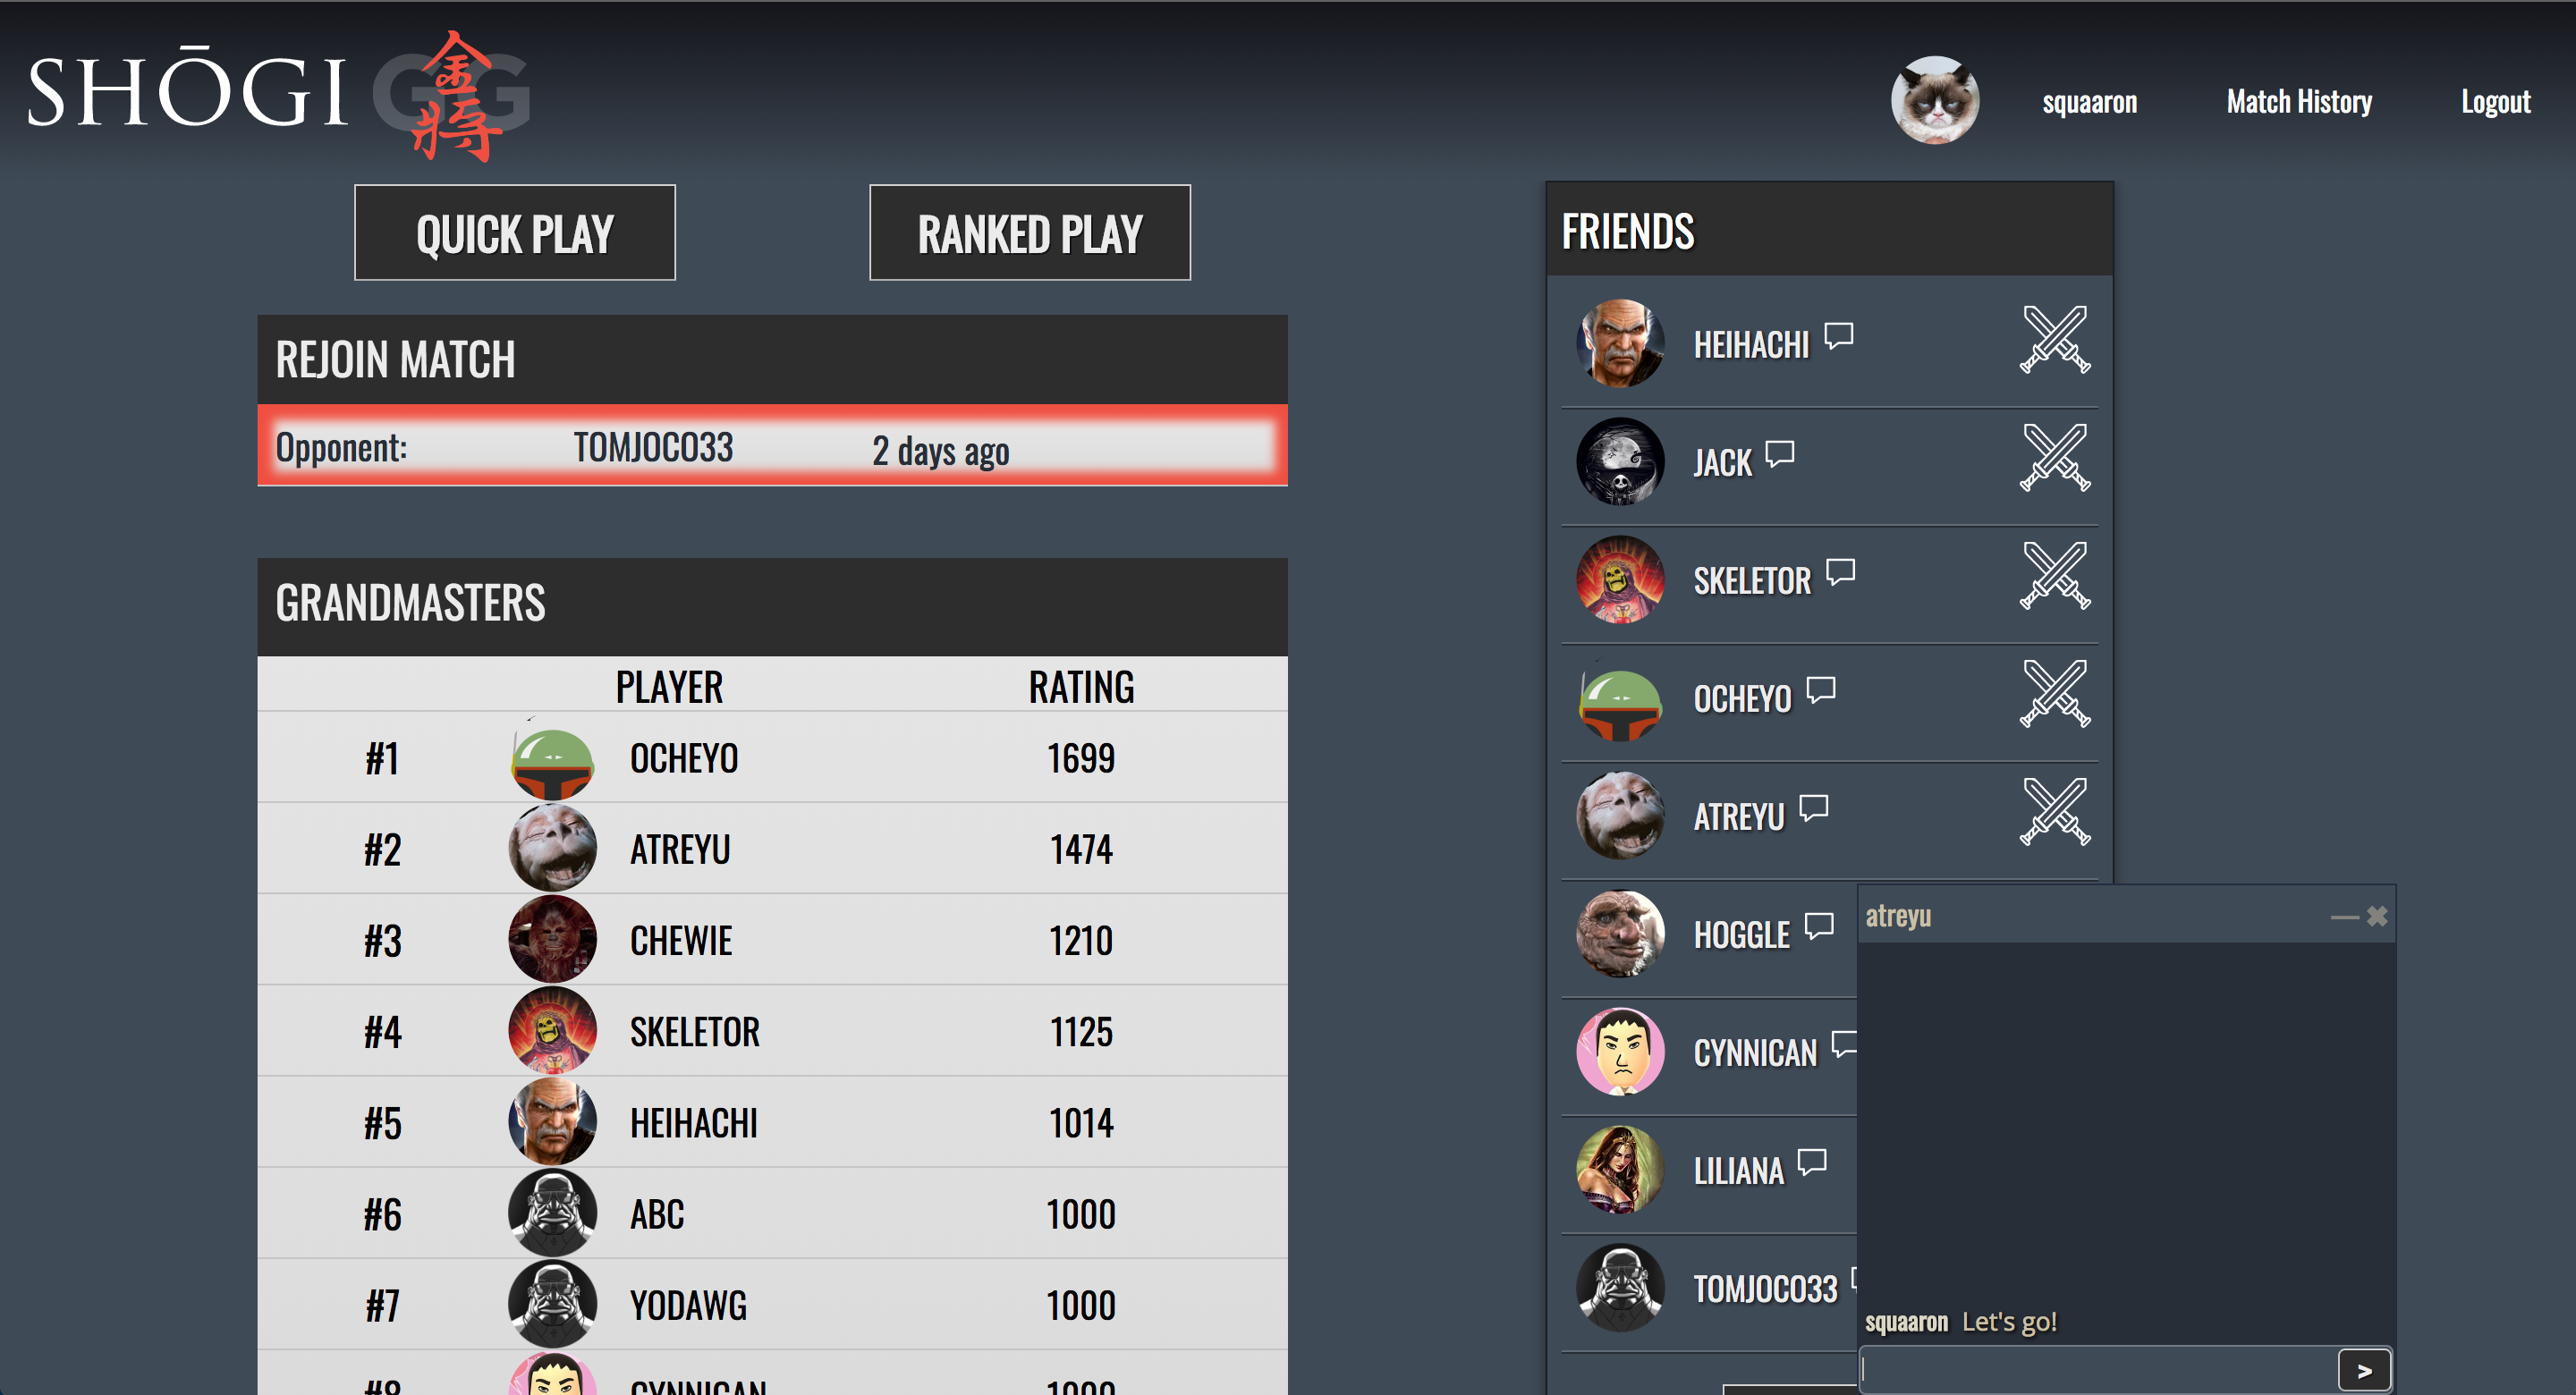 SHŌGI GG 金將
squaaron
Match History
Logout
QUICK PLAY
RANKED PLAY
REJOIN MATCH
Opponent: TOMJOCO33 2 days ago
GRANDMASTERS
PLAYER RATING
#1 OCHEYO 1699
#2 ATREYU 1474
#3 CHEWIE 1210
#4 SKELETOR 1125
#5 HEIHACHI 1014
#6 ABC 1000
#7 YODAWG 1000
#8 CYNNICAN 1000
FRIENDS
HEIHACHI
JACK
SKELETOR
OCHEYO
ATREYU
HOGGLE
CYNNICAN
LILIANA
TOMJOCO33
atreyu
squaaron Let's go!
>